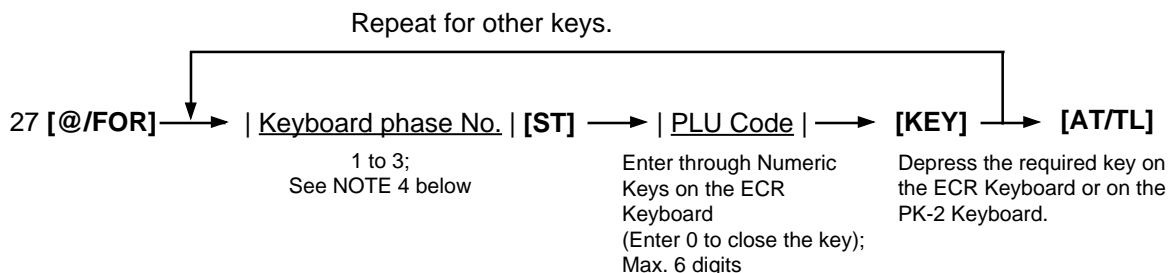 Repeat for other keys.
27 [@/FOR] | Keyboard phase No. | [ST] | PLU Code | [KEY] [AT/TL]
1 to 3;
See NOTE 4 below
Enter through Numeric
Keys on the ECR
Keyboard
(Enter 0 to close the key);
Max. 6 digits
Depress the required key on
the ECR Keyboard or on the
PK-2 Keyboard.